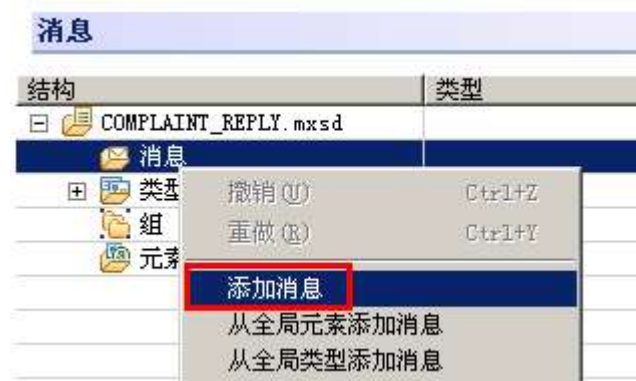 消息
结构 类型
COMPLAINT_REPLY.mxsd
消息
类型 撤销(U) Ctrl+Z
组 重做(R) Ctrl+Y
元素
添加消息
从全局元素添加消息
从全局类型添加消息